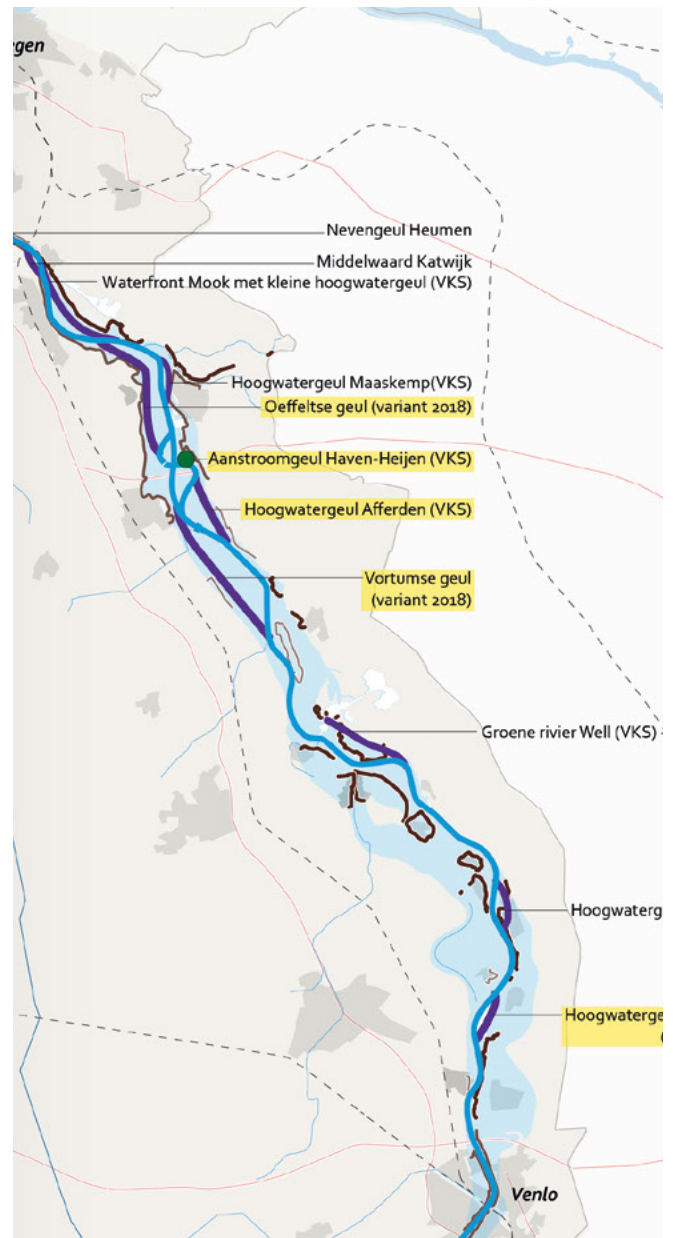 gen
Nevengeul Heumen
Middelwaard Katwijk
Waterfront Mook met kleine hoogwatergeul (VKS)
Hoogwatergeul Maaskemp(VKS)
Oeffeltse geul (variant 2018)
Aanstroomgeul Haven-Heijen (VKS)
Hoogwatergeul Afferden (VKS)
Vortumse geul
(variant 2018)
Groene rivier Well (VKS)
Hoogwaterg
Hoogwaterge
(
Venlo